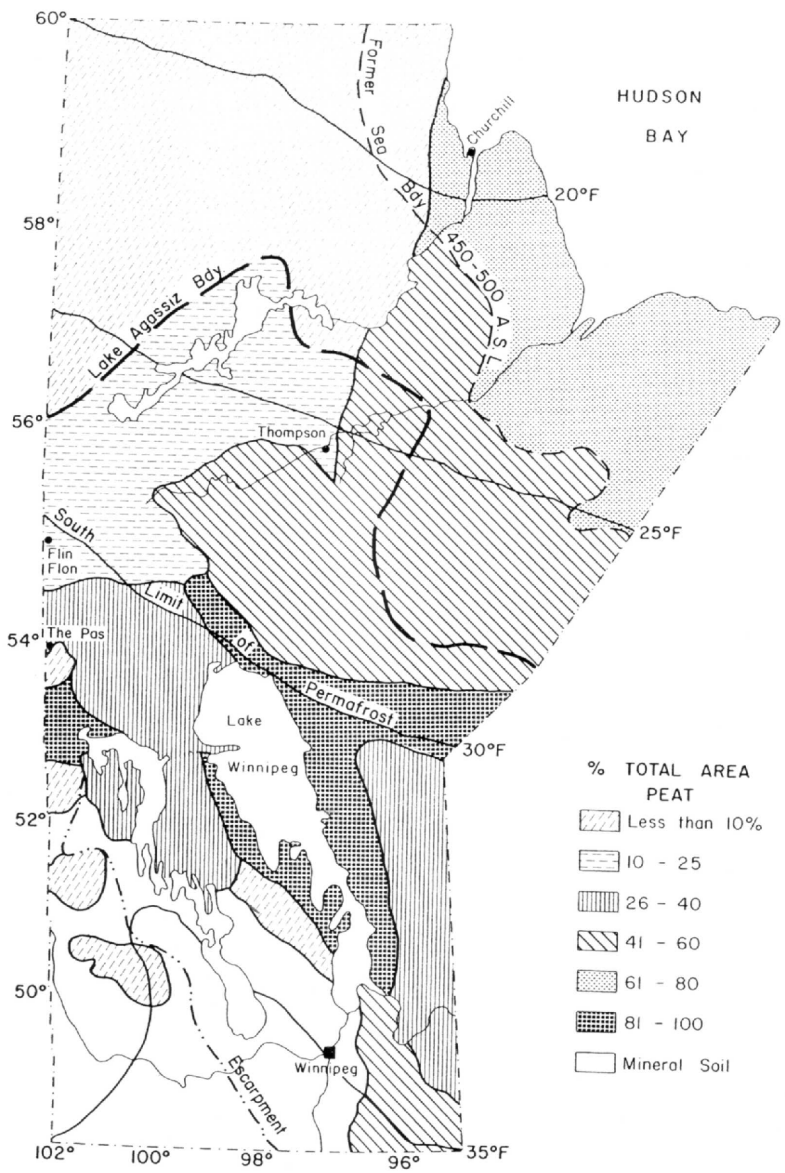 60°
Former
Sea
Bdy
Churchill
HUDSON
BAY
20°F
58°
450-500
A S L
Lake Agassiz Bdy
56°
Thompson
25°F
South
Limit
of
Permafrost
Flin
Flon
54°
The Pas
Lake
Winnipeg
30°F
52°
50°
Winnipeg
Escarpment
102°
100°
98°
96°
35°F
% TOTAL AREA
PEAT
Less than 10%
10 - 25
26 - 40
41 - 60
61 - 80
81 - 100
Mineral Soil